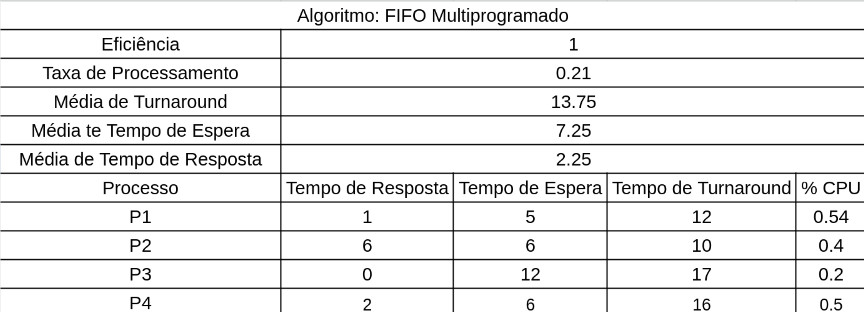 Algoritmo: FIFO Multiprogramado
Eficiência 1
Taxa de Processamento 0.21
Média de Turnaround 13.75
Média te Tempo de Espera 7.25
Média de Tempo de Resposta 2.25
Processo Tempo de Resposta Tempo de Espera Tempo de Turnaround % CPU
P1 1 5 12 0.54
P2 6 6 10 0.4
P3 0 12 17 0.2
P4 2 6 16 0.5